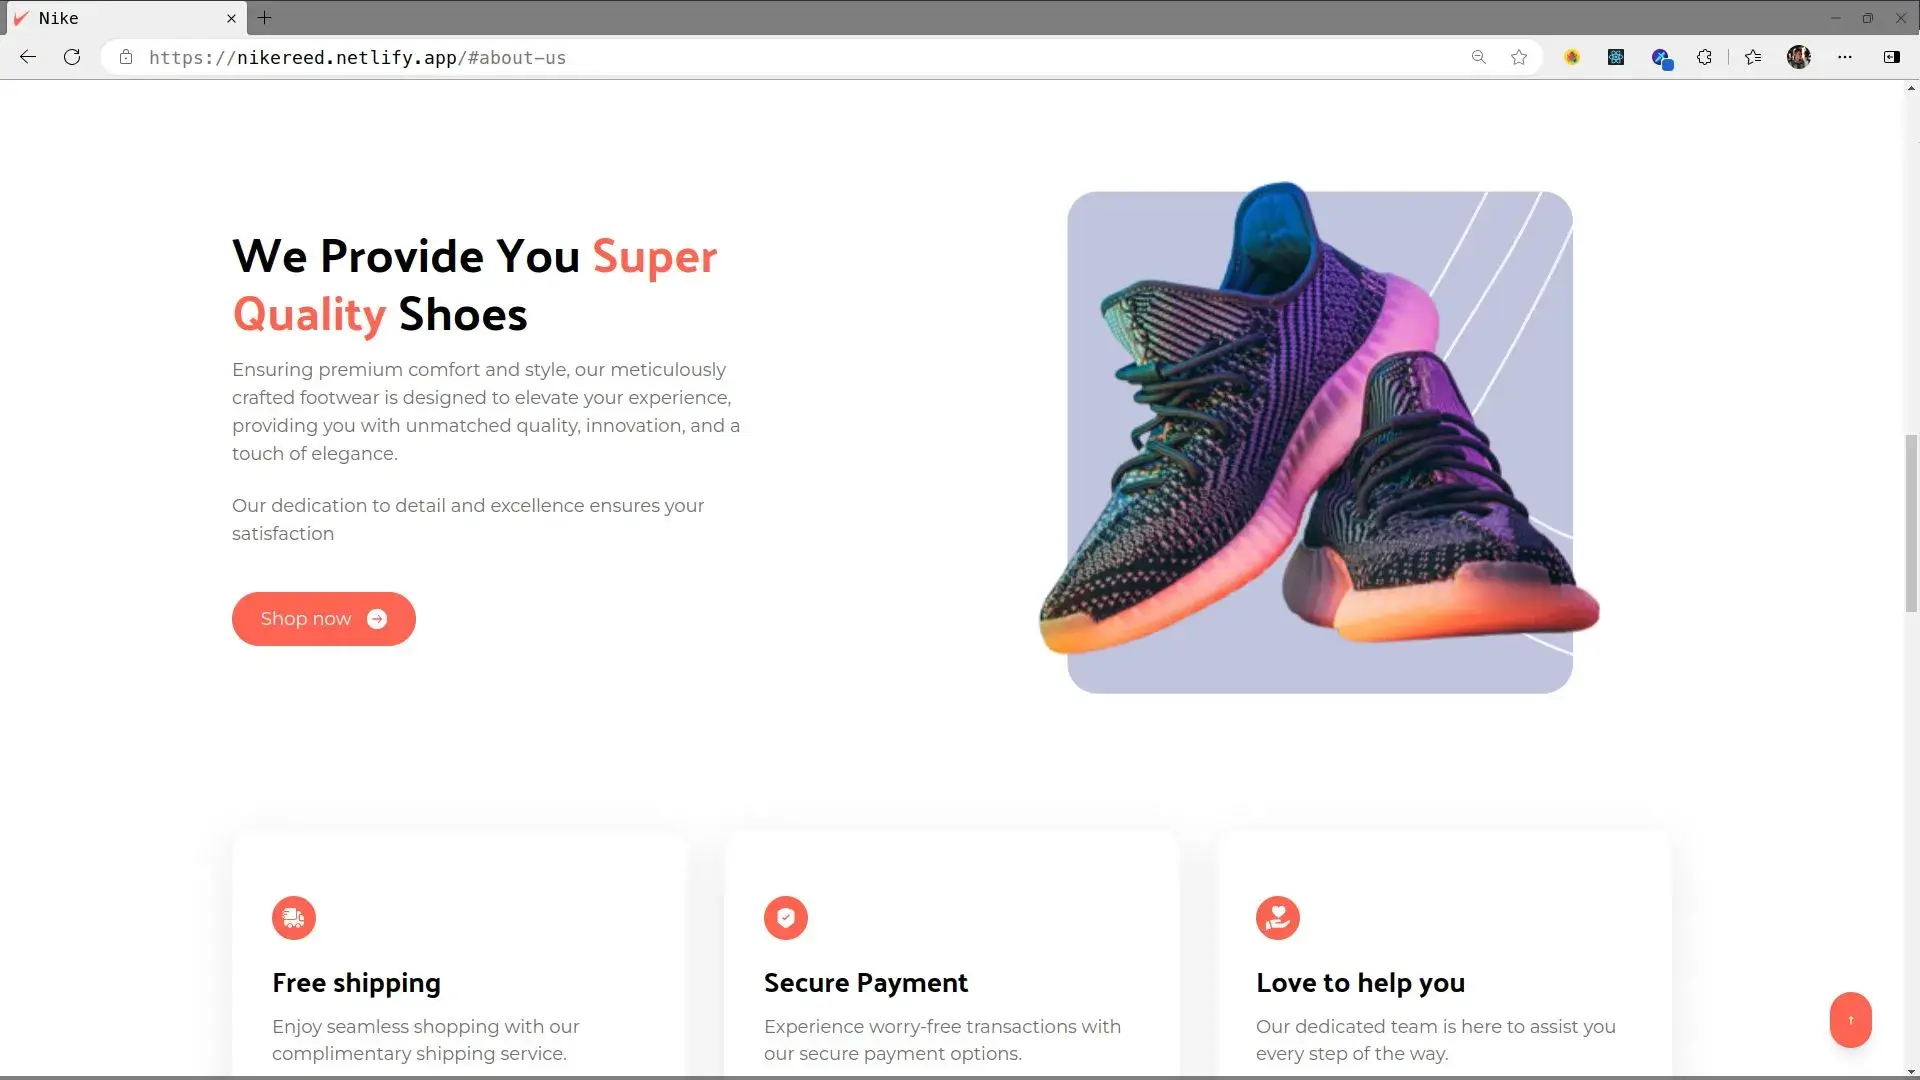 Nike
https://nikereed.netlify.app/#about-us
We Provide You Super
Quality Shoes
Ensuring premium comfort and style, our meticulously
crafted footwear is designed to elevate your experience,
providing you with unmatched quality, innovation, and a
touch of elegance.
Our dedication to detail and excellence ensures your
satisfaction
Shop now
Free shipping
Enjoy seamless shopping with our
complimentary shipping service.
Secure Payment
Experience worry-free transactions with
our secure payment options.
Love to help you
Our dedicated team is here to assist you
every step of the way.